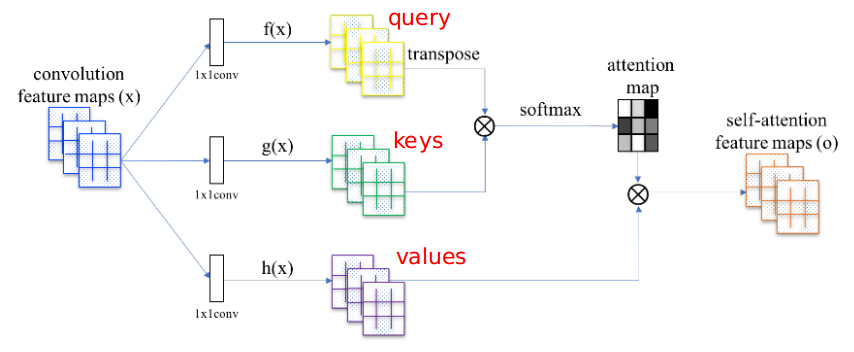 convolution
feature maps (x)
1x1conv
f(x)
query
transpose
1x1conv
g(x)
keys
softmax
attention
map
self-attention
feature maps (o)
1x1conv
h(x)
values